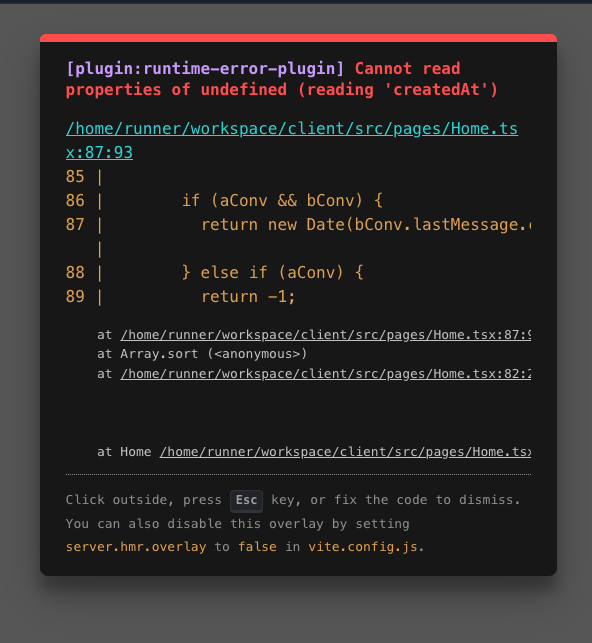 [plugin:runtime-error-plugin] Cannot read
properties of undefined (reading 'createdAt')
/home/runner/workspace/client/src/pages/Home.ts
x:87:93
85 |
86 |        if (aConv && bConv) {
87 |          return new Date(bConv.lastMessage.
|
88 |        } else if (aConv) {
89 |          return -1;
at /home/runner/workspace/client/src/pages/Home.tsx:87:9
at Array.sort (<anonymous>)
at /home/runner/workspace/client/src/pages/Home.tsx:82:2
at Home /home/runner/workspace/client/src/pages/Home.tsx
Click outside, press Esc key, or fix the code to dismiss.
You can also disable this overlay by setting
server.hmr.overlay to false in vite.config.js.